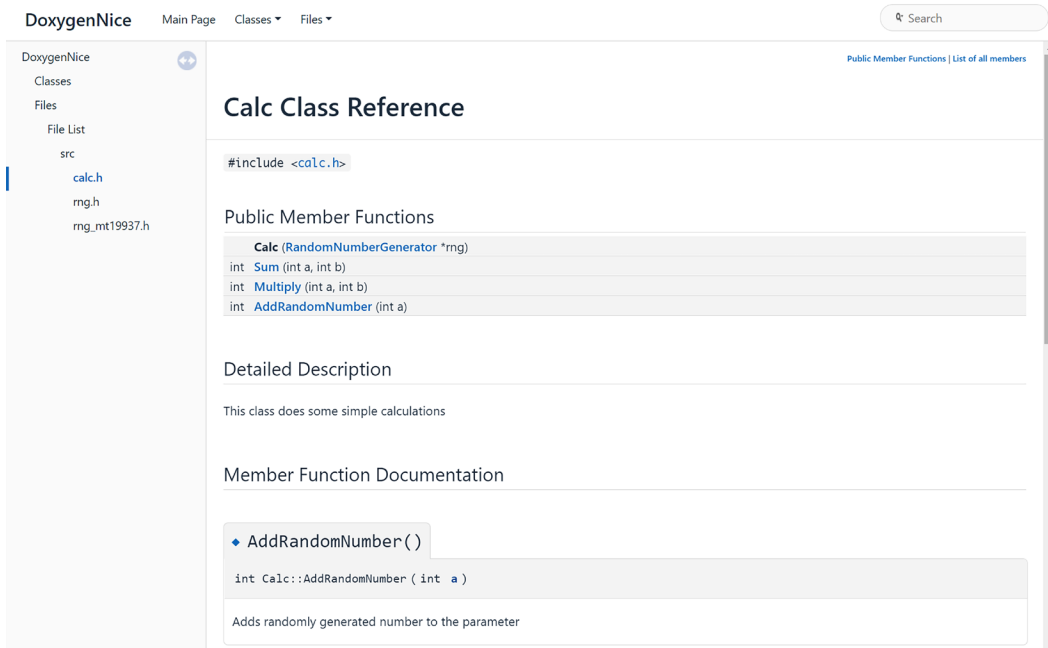 DoxygenNice Main Page Classes Files Search
DoxygenNice
Classes
Files
File List
src
calc.h
rng.h
rng_mt19937.h
Public Member Functions | List of all members
Calc Class Reference
#include <calc.h>
Public Member Functions
Calc (RandomNumberGenerator *rng)
int Sum (int a, int b)
int Multiply (int a, int b)
int AddRandomNumber (int a)
Detailed Description
This class does some simple calculations
Member Function Documentation
◆ AddRandomNumber()
int Calc::AddRandomNumber ( int a )
Adds randomly generated number to the parameter